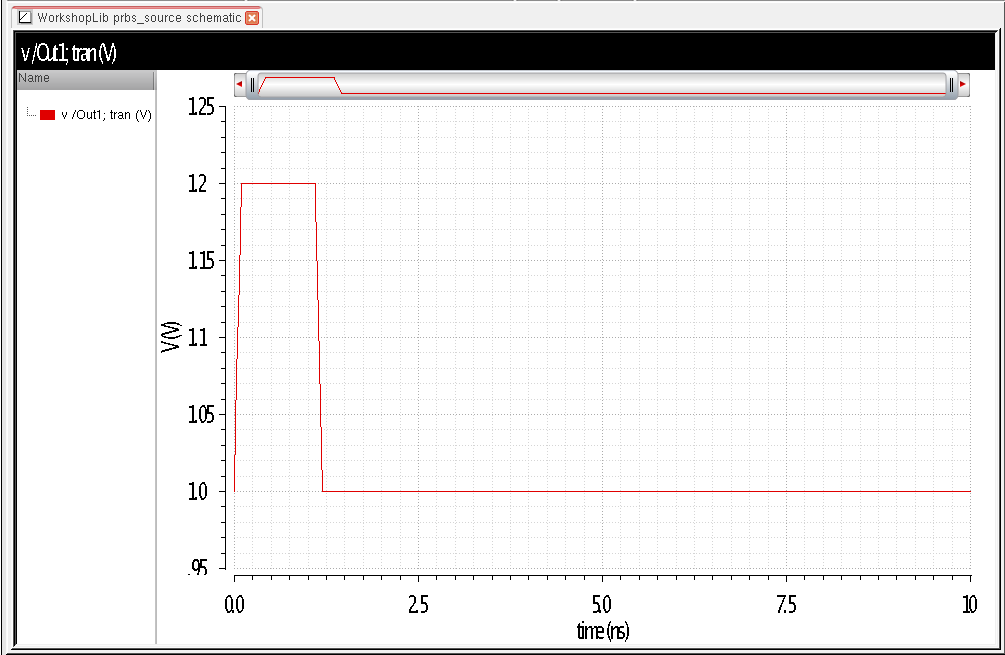 WorkshopLib prbs_source schematic
v /Out1; tran (V)
Name
v /Out1; tran (V)
1.25
1.2
1.15
1.1
1.05
1.0
.95
V (V)
0.0 2.5 5.0 7.5 10
time (ns)